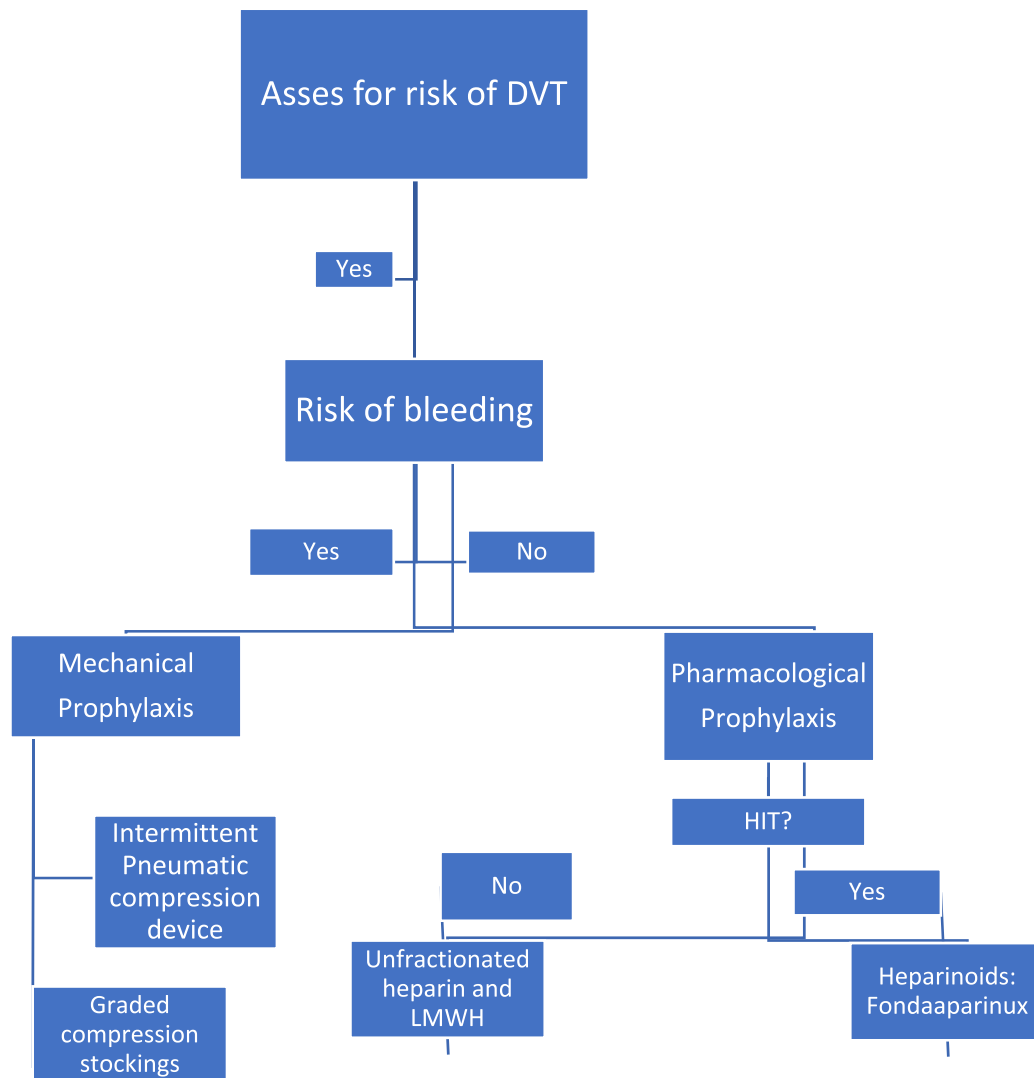 Asses for risk of DVT
Yes
Risk of bleeding
Yes
No
Mechanical
Prophylaxis
Pharmacological
Prophylaxis
HIT?
Intermittent
Pneumatic
compression
device
No
Yes
Unfractionated
heparin and
LMWH
Heparinoids:
Fondaaparinux
Graded
compression
stockings